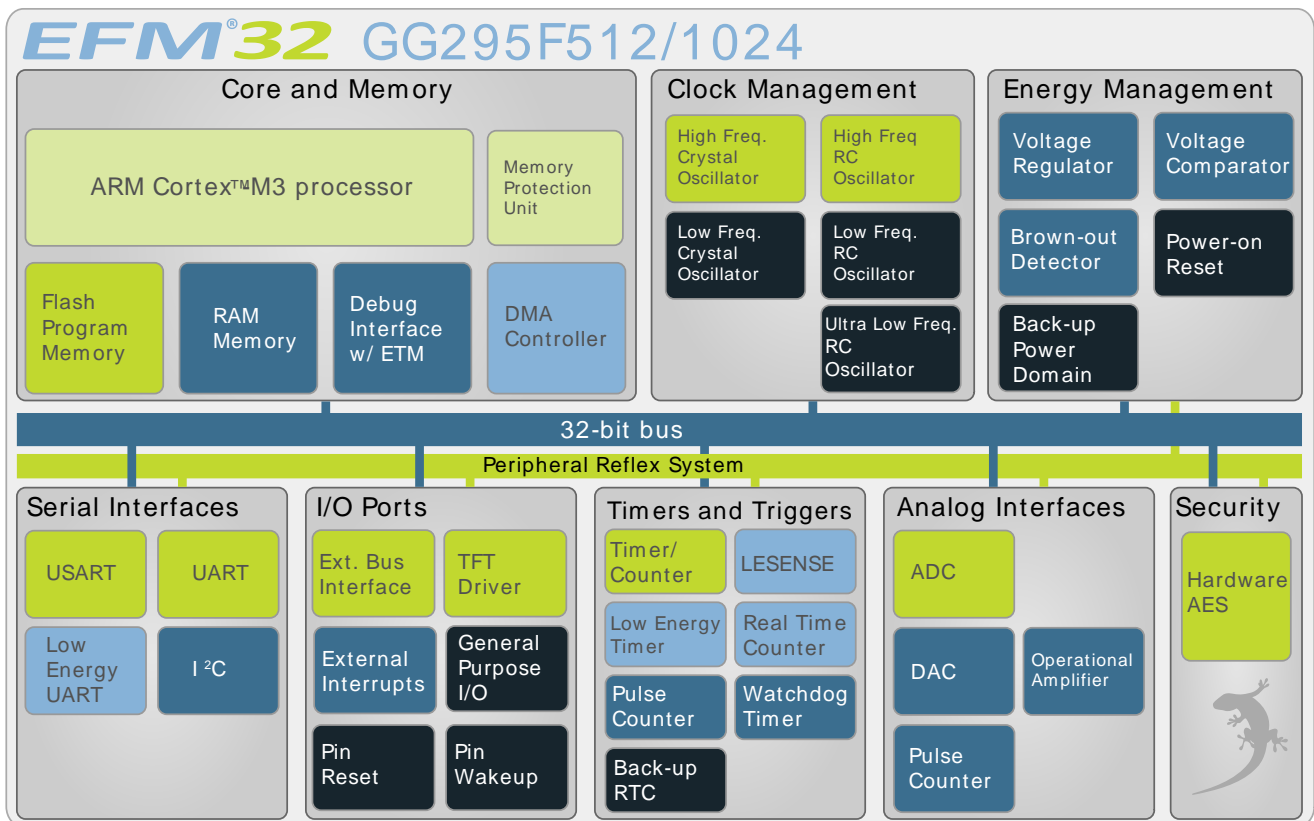 EFM®32 GG295F512/1024
Core and Memory
ARM Cortex™M3 processor
Memory
Protection
Unit
Flash
Program
Memory
RAM
Memory
Debug
Interface
w/ ETM
DMA
Controller
Clock Management
High Freq.
Crystal
Oscillator
High Freq
RC
Oscillator
Low Freq.
Crystal
Oscillator
Low Freq.
RC
Oscillator
Ultra Low Freq.
RC
Oscillator
Energy Management
Voltage
Regulator
Voltage
Comparator
Brown-out
Detector
Power-on
Reset
Back-up
Power
Domain
32-bit bus
Peripheral Reflex System
Serial Interfaces
USART
UART
Low
Energy
UART
I ²C
I/O Ports
Ext. Bus
Interface
TFT
Driver
External
Interrupts
General
Purpose
I/O
Pin
Reset
Pin
Wakeup
Timers and Triggers
Timer/
Counter
LESENSE
Low Energy
Timer
Real Time
Counter
Pulse
Counter
Watchdog
Timer
Back-up
RTC
Analog Interfaces
ADC
DAC
Operational
Amplifier
Pulse
Counter
Security
Hardware
AES